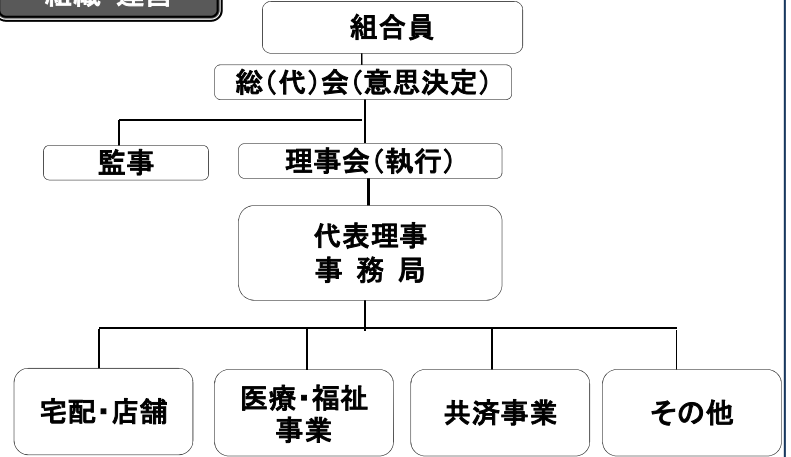 組織・運営
組合員
総(代)会(意思決定)
監事
理事会(執行)
代表理事
事 務 局
宅配・店舗
医療・福祉
事業
共済事業
その他